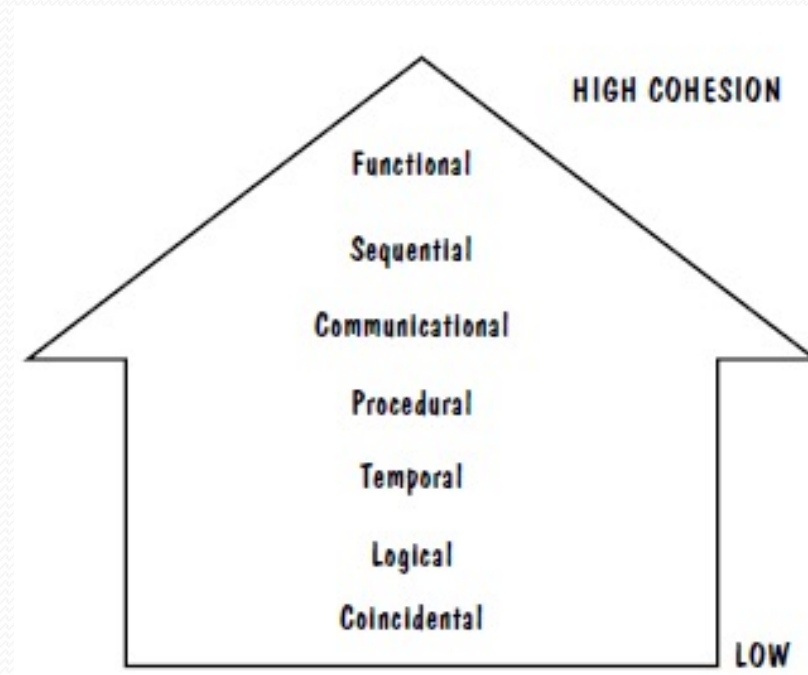 HIGH COHESION
Functional
Sequential
Communicational
Procedural
Temporal
Logical
Coincidental
LOW